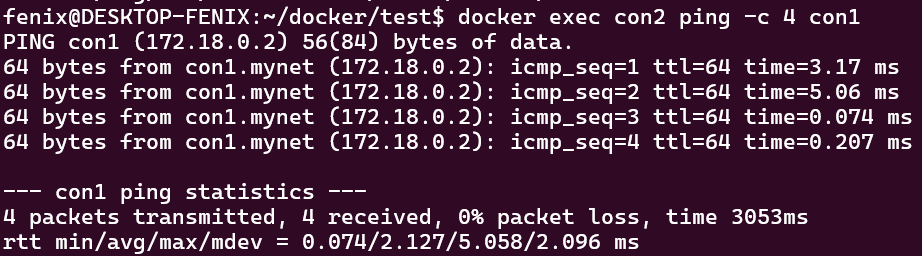 fenix@DESKTOP-FENIX:~/docker/test$ docker exec con2 ping -c 4 con1
PING con1 (172.18.0.2) 56(84) bytes of data.
64 bytes from con1.mynet (172.18.0.2): icmp_seq=1 ttl=64 time=3.17 ms
64 bytes from con1.mynet (172.18.0.2): icmp_seq=2 ttl=64 time=5.06 ms
64 bytes from con1.mynet (172.18.0.2): icmp_seq=3 ttl=64 time=0.074 ms
64 bytes from con1.mynet (172.18.0.2): icmp_seq=4 ttl=64 time=0.207 ms

--- con1 ping statistics ---
4 packets transmitted, 4 received, 0% packet loss, time 3053ms
rtt min/avg/max/mdev = 0.074/2.127/5.058/2.096 ms